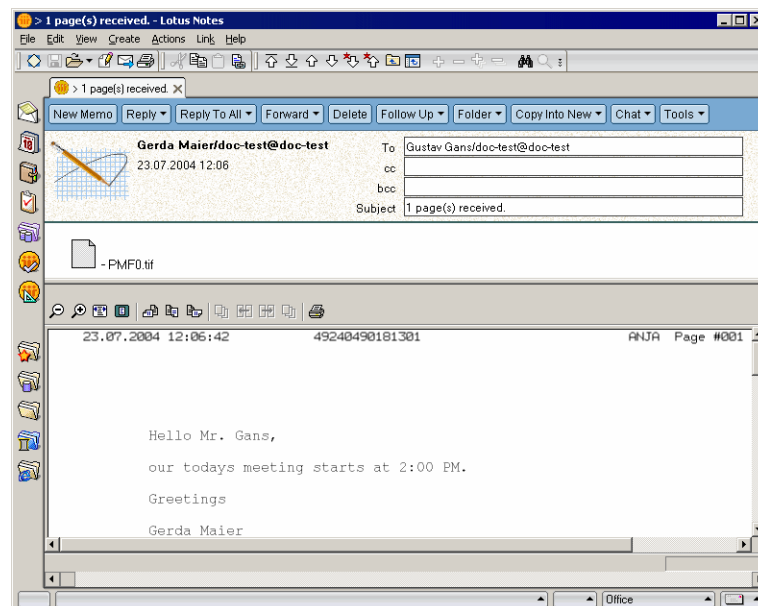 > 1 page(s) received. - Lotus Notes
File Edit View Create Actions Link Help
> 1 page(s) received.
New Memo Reply Reply To All Forward Delete Follow Up Folder Copy Into New Chat Tools
Gerda Maier/doc-test@doc-test
23.07.2004 12:06
To Gustav Gans/doc-test@doc-test
cc
bcc
Subject 1 page(s) received.
- PMF0.tif
23.07.2004 12:06:42 49240490181301 ANJA Page #001
Hello Mr. Gans,
our todays meeting starts at 2:00 PM.
Greetings
Gerda Maier
Office